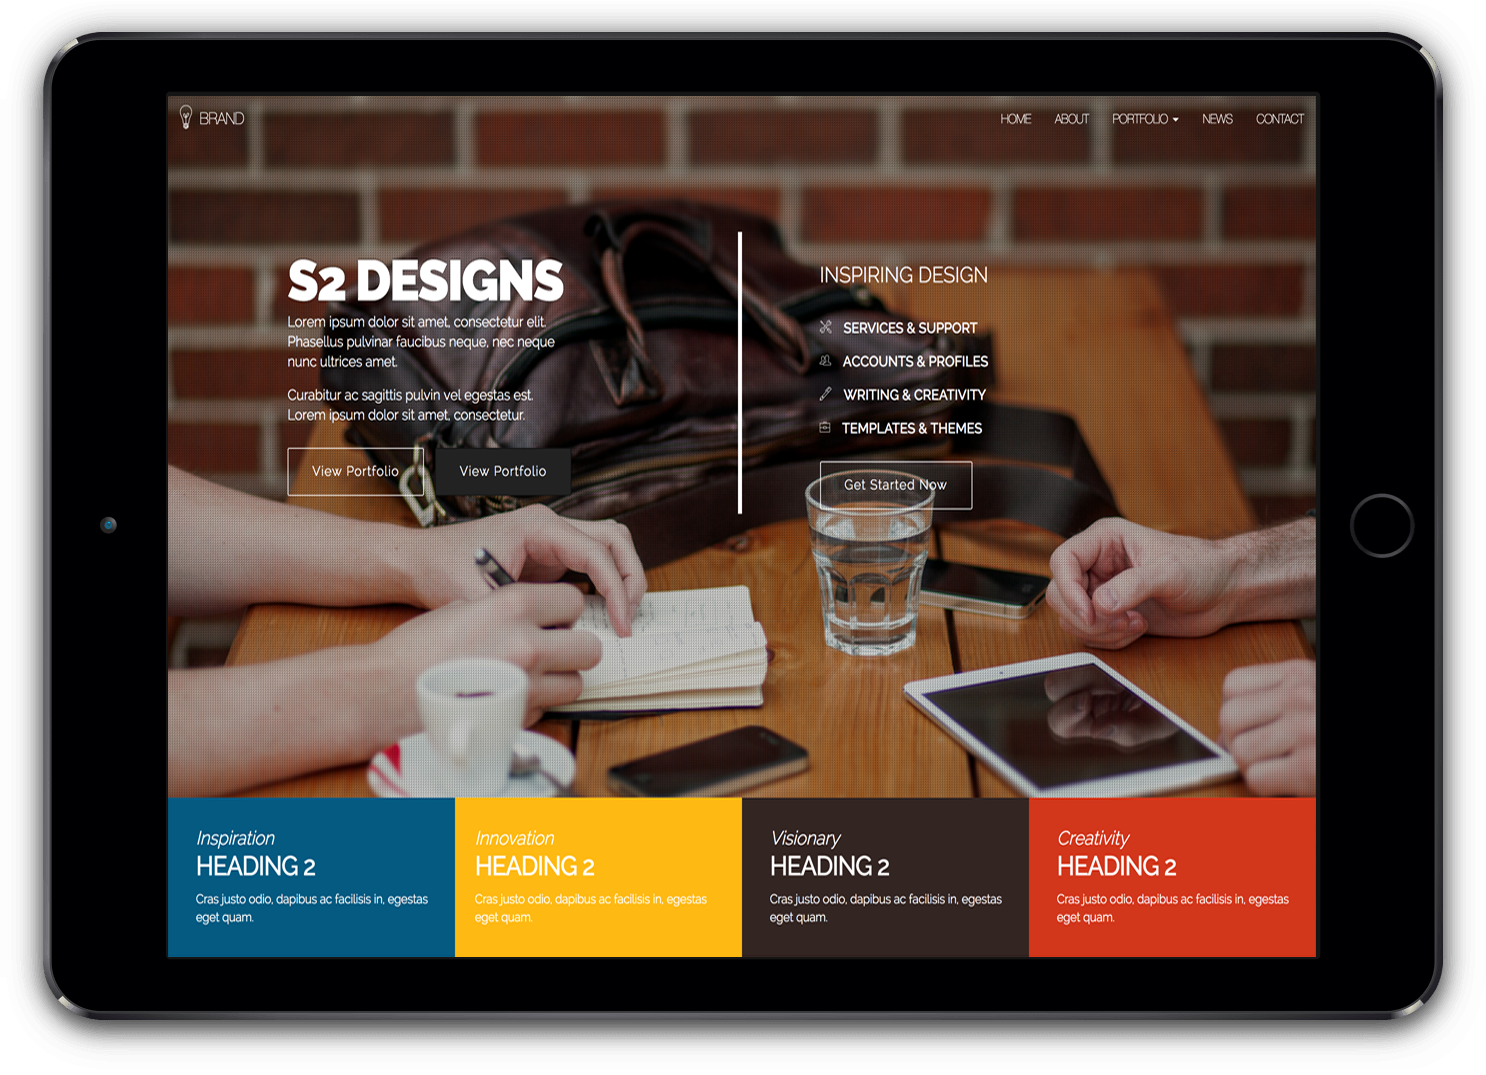 BRAND
HOME ABOUT PORTFOLIO NEWS CONTACT
S2 DESIGNS
Lorem ipsum dolor sit amet, consectetur elit.
Phasellus pulvinar faucibus neque, nec neque
nunc ultrices amet.
Curabitur ac sagittis pulvin vel egestas est.
Lorem ipsum dolor sit amet, consectetur.
View Portfolio
View Portfolio
INSPIRING DESIGN
SERVICES & SUPPORT
ACCOUNTS & PROFILES
WRITING & CREATIVITY
TEMPLATES & THEMES
Get Started Now
Inspiration
HEADING 2
Cras justo odio, dapibus ac facilisis in, egestas
eget quam.
Innovation
HEADING 2
Cras justo odio, dapibus ac facilisis in, egestas
eget quam.
Visionary
HEADING 2
Cras justo odio, dapibus ac facilisis in, egestas
eget quam.
Creativity
HEADING 2
Cras justo odio, dapibus ac facilisis in, egestas
eget quam.